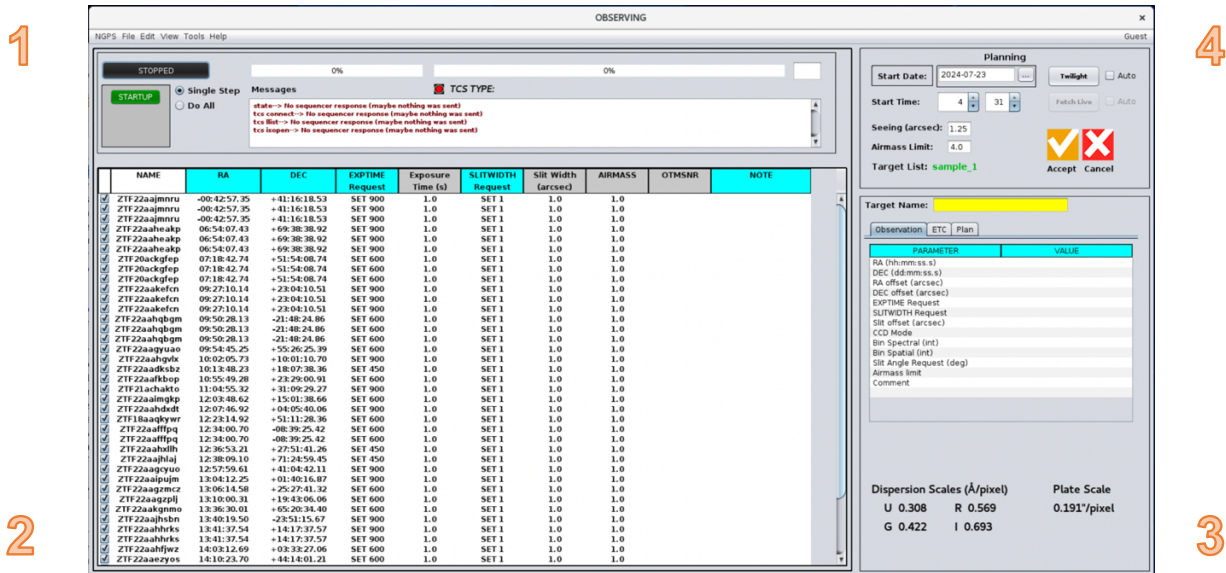 1
OBSERVING
×
4
NGPS File Edit View Tools Help
Guest
STOPPED
0%
0%
STARTUP
Single Step
Do All
Messages
TCS TYPE:
state--> No sequencer response (maybe nothing was sent)
tcs connect--> No sequencer response (maybe nothing was sent)
tcs llist--> No sequencer response (maybe nothing was sent)
tcs isopen--> No sequencer response (maybe nothing was sent)
NAME RA DEC EXPTIME Request Exposure Time (s) SLITWIDTH Request Slit Width (arcsec) AIRMASS OTMSNR NOTE
ZTF22aajmnru -00:42:57.35 +41:16:18.53 SET 900 1.0 SET 1 1.0 1.0
ZTF22aajmnru -00:42:57.35 +41:16:18.53 SET 900 1.0 SET 1 1.0 1.0
ZTF22aajmnru -00:42:57.35 +41:16:18.53 SET 900 1.0 SET 1 1.0 1.0
ZTF22aaheakp 06:54:07.43 +69:38:38.92 SET 900 1.0 SET 1 1.0 1.0
ZTF22aaheakp 06:54:07.43 +69:38:38.92 SET 900 1.0 SET 1 1.0 1.0
ZTF22aaheakp 06:54:07.43 +69:38:38.92 SET 900 1.0 SET 1 1.0 1.0
ZTF20ackgfep 07:18:42.74 +51:54:08.74 SET 600 1.0 SET 1 1.0 1.0
ZTF20ackgfep 07:18:42.74 +51:54:08.74 SET 600 1.0 SET 1 1.0 1.0
ZTF20ackgfep 07:18:42.74 +51:54:08.74 SET 600 1.0 SET 1 1.0 1.0
ZTF22aakefcn 09:27:10.14 +23:04:10.51 SET 900 1.0 SET 1 1.0 1.0
ZTF22aakefcn 09:27:10.14 +23:04:10.51 SET 900 1.0 SET 1 1.0 1.0
ZTF22aakefcn 09:27:10.14 +23:04:10.51 SET 900 1.0 SET 1 1.0 1.0
ZTF22aahqbgm 09:50:28.13 -21:48:24.86 SET 600 1.0 SET 1 1.0 1.0
ZTF22aahqbgm 09:50:28.13 -21:48:24.86 SET 600 1.0 SET 1 1.0 1.0
ZTF22aahqbgm 09:50:28.13 -21:48:24.86 SET 600 1.0 SET 1 1.0 1.0
ZTF22aagyuao 09:54:45.25 +55:26:25.39 SET 600 1.0 SET 1 1.0 1.0
ZTF22aahgvlx 10:02:05.73 +10:01:10.70 SET 900 1.0 SET 1 1.0 1.0
ZTF22aadksbz 10:13:48.23 +18:07:38.36 SET 450 1.0 SET 1 1.0 1.0
ZTF22aafkbop 10:55:49.28 +23:29:00.91 SET 600 1.0 SET 1 1.0 1.0
ZTF21achakto 11:04:55.32 +31:09:29.27 SET 900 1.0 SET 1 1.0 1.0
ZTF22aaimgkp 12:03:48.62 +15:01:38.66 SET 600 1.0 SET 1 1.0 1.0
ZTF22aahdxdt 12:07:46.92 +04:05:40.06 SET 900 1.0 SET 1 1.0 1.0
ZTF18aaqkywr 12:23:14.92 +51:11:28.36 SET 600 1.0 SET 1 1.0 1.0
ZTF22aafffpq 12:34:00.70 -08:39:25.42 SET 600 1.0 SET 1 1.0 1.0
ZTF22aafffpq 12:34:00.70 -08:39:25.42 SET 600 1.0 SET 1 1.0 1.0
ZTF22aahxllh 12:36:53.21 +27:51:41.26 SET 450 1.0 SET 1 1.0 1.0
ZTF22aajhlaj 12:38:09.10 +71:24:59.45 SET 450 1.0 SET 1 1.0 1.0
ZTF22aagcyuo 12:57:59.61 +41:04:42.11 SET 900 1.0 SET 1 1.0 1.0
ZTF22aaipujm 13:04:12.25 +01:40:16.87 SET 900 1.0 SET 1 1.0 1.0
ZTF22aagzmcz 13:06:14.58 +25:27:41.32 SET 600 1.0 SET 1 1.0 1.0
ZTF22aagzplj 13:10:00.31 +19:43:06.06 SET 600 1.0 SET 1 1.0 1.0
ZTF22aakgnmo 13:36:30.01 +65:20:34.40 SET 600 1.0 SET 1 1.0 1.0
ZTF22aajhsbn 13:40:19.50 -23:51:15.67 SET 900 1.0 SET 1 1.0 1.0
ZTF22aahhrks 13:41:37.54 +14:17:37.57 SET 900 1.0 SET 1 1.0 1.0
ZTF22aahhrks 13:41:37.54 +14:17:37.57 SET 900 1.0 SET 1 1.0 1.0
ZTF22aahfjwz 14:03:12.69 +03:33:27.06 SET 600 1.0 SET 1 1.0 1.0
ZTF22aaezyos 14:10:23.70 +44:14:01.21 SET 600 1.0 SET 1 1.0 1.0
Planning
Start Date: 2024-07-23 ... Twilight Auto
Start Time: 4 31 Fetch Live Auto
Seeing (arcsec): 1.25
Airmass Limit: 4.0
Target List: sample_1
Accept Cancel
Target Name:
Observation ETC Plan
PARAMETER VALUE
RA (hh:mm:ss.s)
DEC (dd:mm:ss.s)
RA offset (arcsec)
DEC offset (arcsec)
EXPTIME Request
SLITWIDTH Request
Slit offset (arcsec)
CCD Mode
Bin Spectral (int)
Bin Spatial (int)
Slit Angle Request (deg)
Airmass limit
Comment
Dispersion Scales (Å/pixel) Plate Scale
U 0.308 R 0.569 0.191"/pixel
G 0.422 I 0.693
2
3